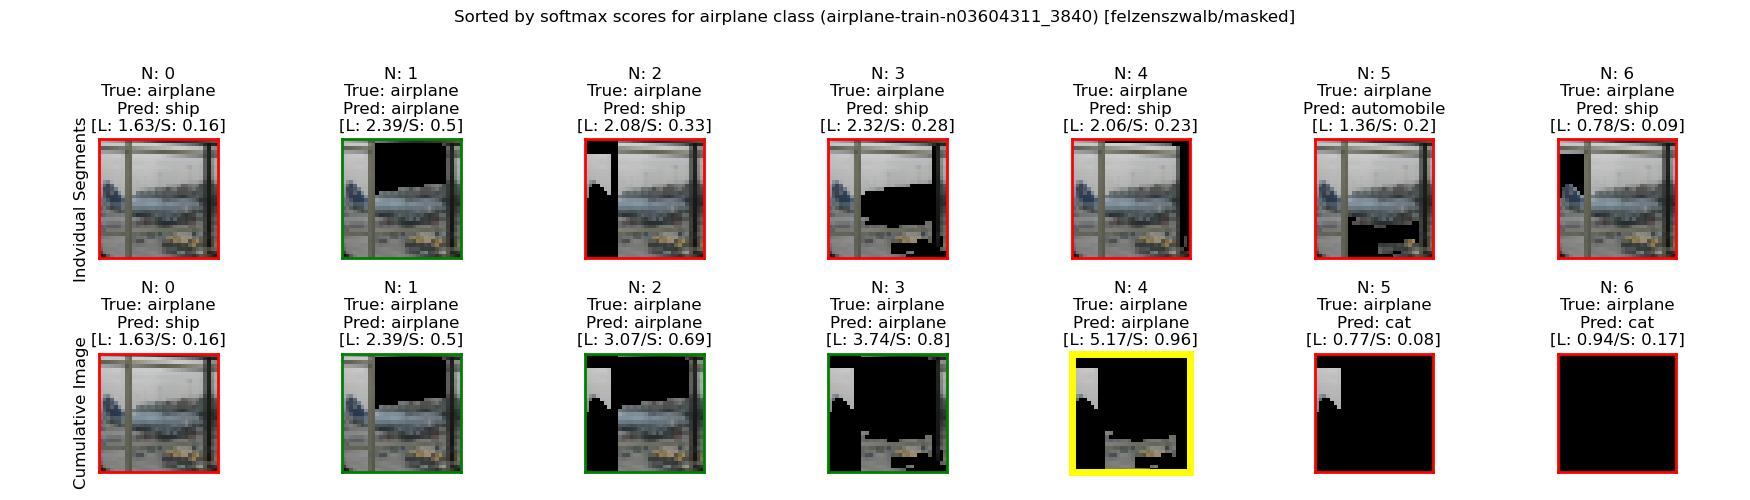 Sorted by softmax scores for airplane class (airplane-train-n03604311_3840) [felzenszwalb/masked]
Indvidual Segments
N: 0
True: airplane
Pred: ship
[L: 1.63/S: 0.16]
N: 1
True: airplane
Pred: airplane
[L: 2.39/S: 0.5]
N: 2
True: airplane
Pred: ship
[L: 2.08/S: 0.33]
N: 3
True: airplane
Pred: ship
[L: 2.32/S: 0.28]
N: 4
True: airplane
Pred: ship
[L: 2.06/S: 0.23]
N: 5
True: airplane
Pred: automobile
[L: 1.36/S: 0.2]
N: 6
True: airplane
Pred: ship
[L: 0.78/S: 0.09]
Cumulative Image
N: 0
True: airplane
Pred: ship
[L: 1.63/S: 0.16]
N: 1
True: airplane
Pred: airplane
[L: 2.39/S: 0.5]
N: 2
True: airplane
Pred: airplane
[L: 3.07/S: 0.69]
N: 3
True: airplane
Pred: airplane
[L: 3.74/S: 0.8]
N: 4
True: airplane
Pred: airplane
[L: 5.17/S: 0.96]
N: 5
True: airplane
Pred: cat
[L: 0.77/S: 0.08]
N: 6
True: airplane
Pred: cat
[L: 0.94/S: 0.17]